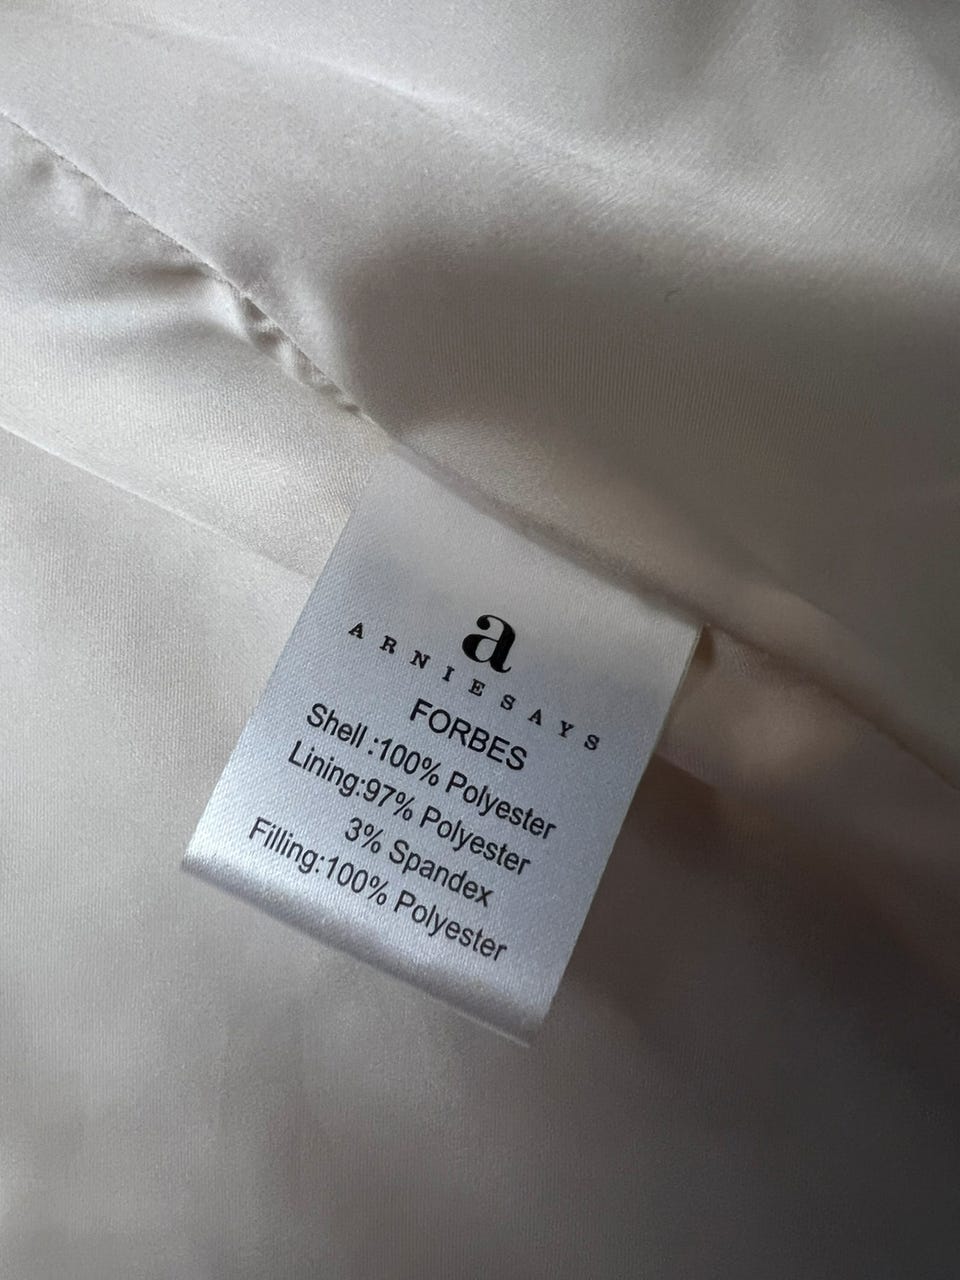 a
ARNIESAYS
FORBES
Shell :100% Polyester
Lining:97% Polyester
3% Spandex
Filling:100% Polyester